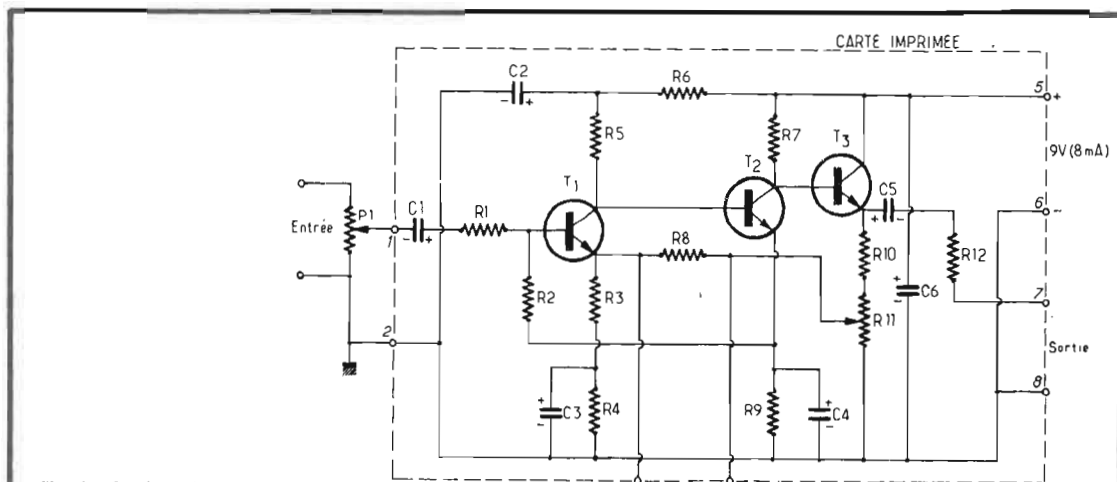 CARTE IMPRIMÉE
C2
R6
5 +
R5
R7
T3
9V(8mA)
T2
P1
C1
R1
T1
C5
6 -
Entrée
1
R8
R10
R12
R2
R3
C6
R11
7
2
Sortie
C3
R4
R9
C4
8
+
-